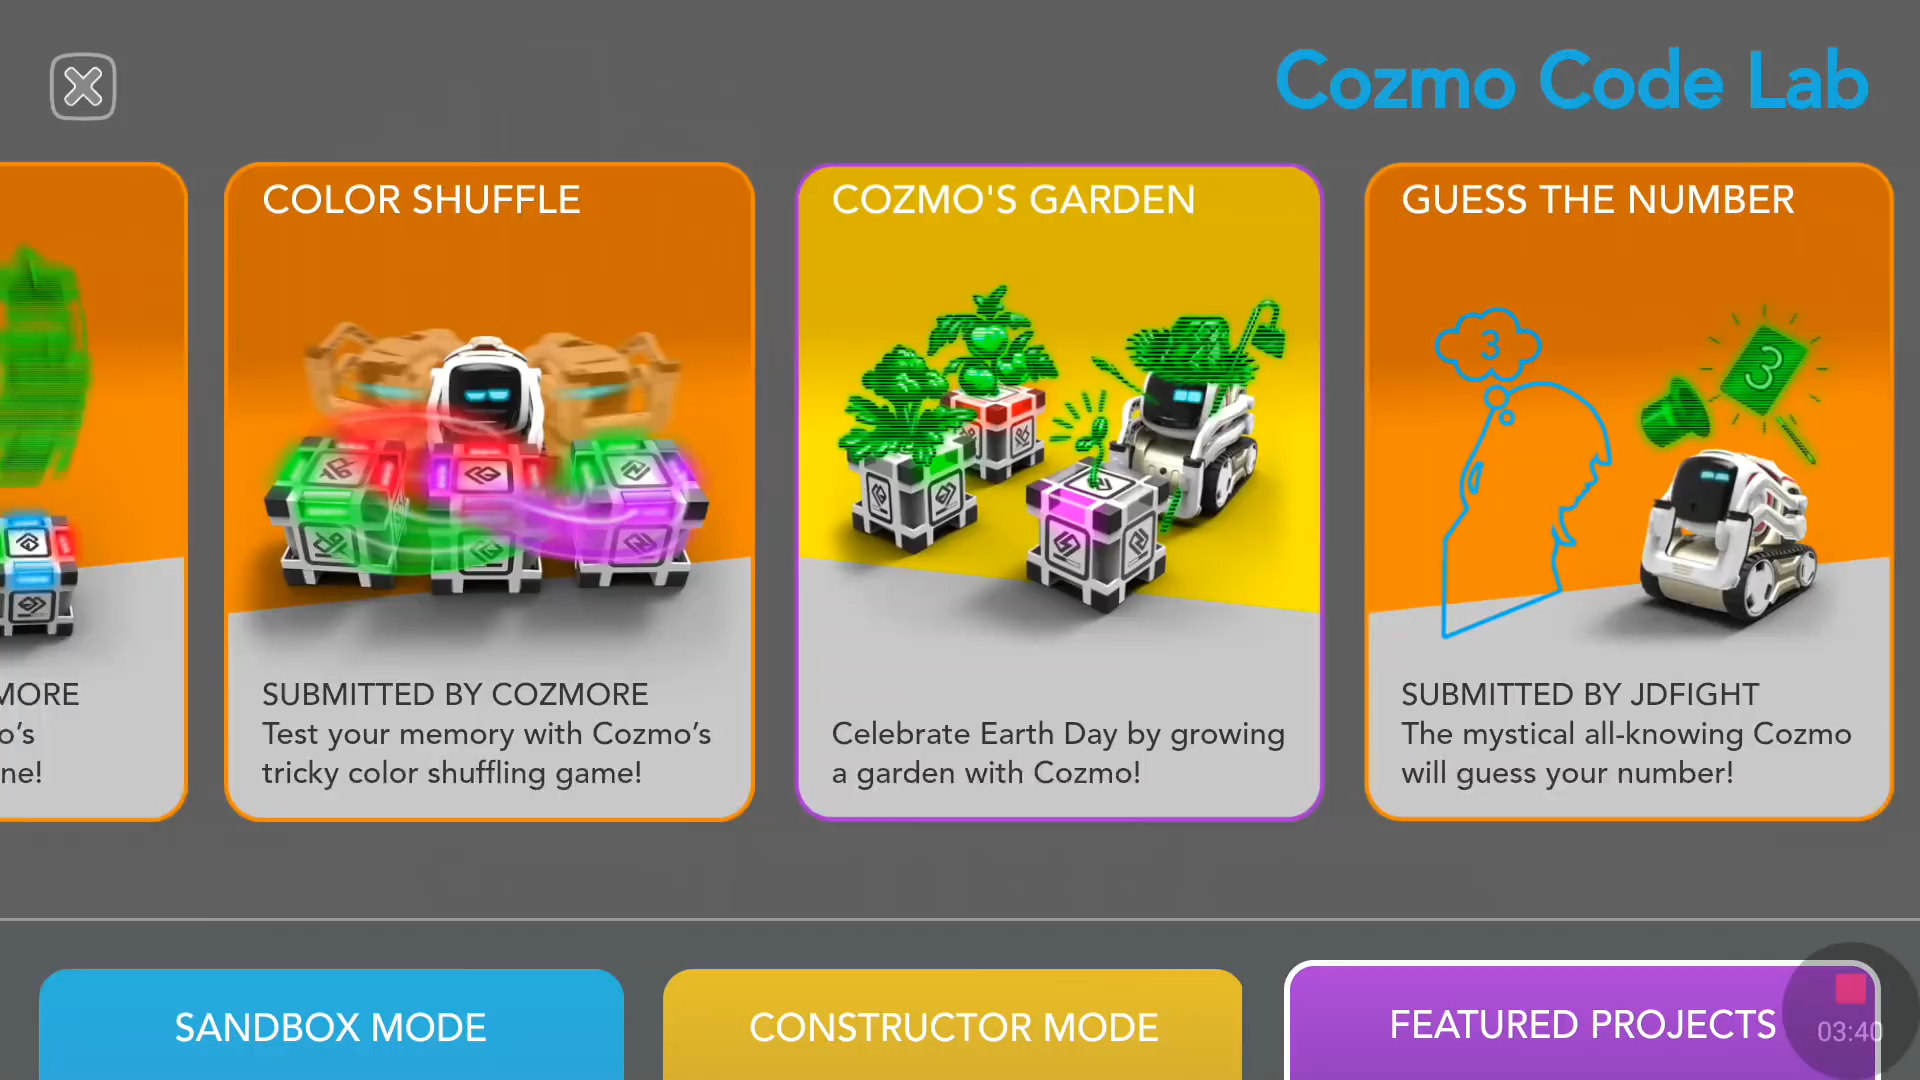 Cozmo Code Lab
MORE
o's
ne!
COLOR SHUFFLE
SUBMITTED BY COZMORE
Test your memory with Cozmo's
tricky color shuffling game!
COZMO'S GARDEN
Celebrate Earth Day by growing
a garden with Cozmo!
GUESS THE NUMBER
3
3
SUBMITTED BY JDFIGHT
The mystical all-knowing Cozmo
will guess your number!
SANDBOX MODE
CONSTRUCTOR MODE
FEATURED PROJECTS
03:40